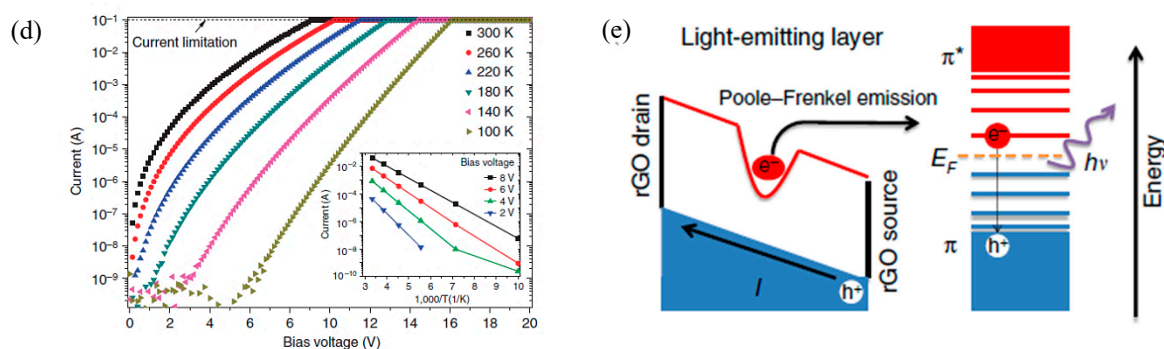 (d)
Current limitation
Current (A)
10⁻¹
10⁻²
10⁻³
10⁻⁴
10⁻⁵
10⁻⁶
10⁻⁷
10⁻⁸
10⁻⁹
300 K
260 K
220 K
180 K
140 K
100 K
Bias voltage
8 V
6 V
4 V
2 V
Current (A)
10⁻²
10⁻⁴
10⁻⁶
10⁻⁸
10⁻¹⁰
3 4 5 6 7 8 9 10
1,000/T(1/K)
0 2 4 6 8 10 12 14 16 18 20
Bias voltage (V)
(e)
Light-emitting layer
Poole–Frenkel emission
rGO drain
e⁻
I
h⁺
rGO source
π*
e⁻
E_F
hν
π
h⁺
Energy